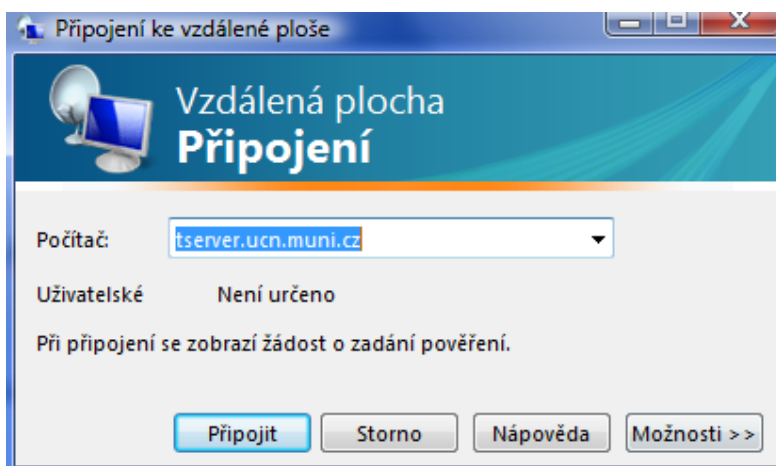 Připojení ke vzdálené ploše
Vzdálená plocha
Připojení
Počítač: tserver.ucn.muni.cz
Uživatelské Není určeno
Při připojení se zobrazí žádost o zadání pověření.
Připojit Storno Nápověda Možnosti >>